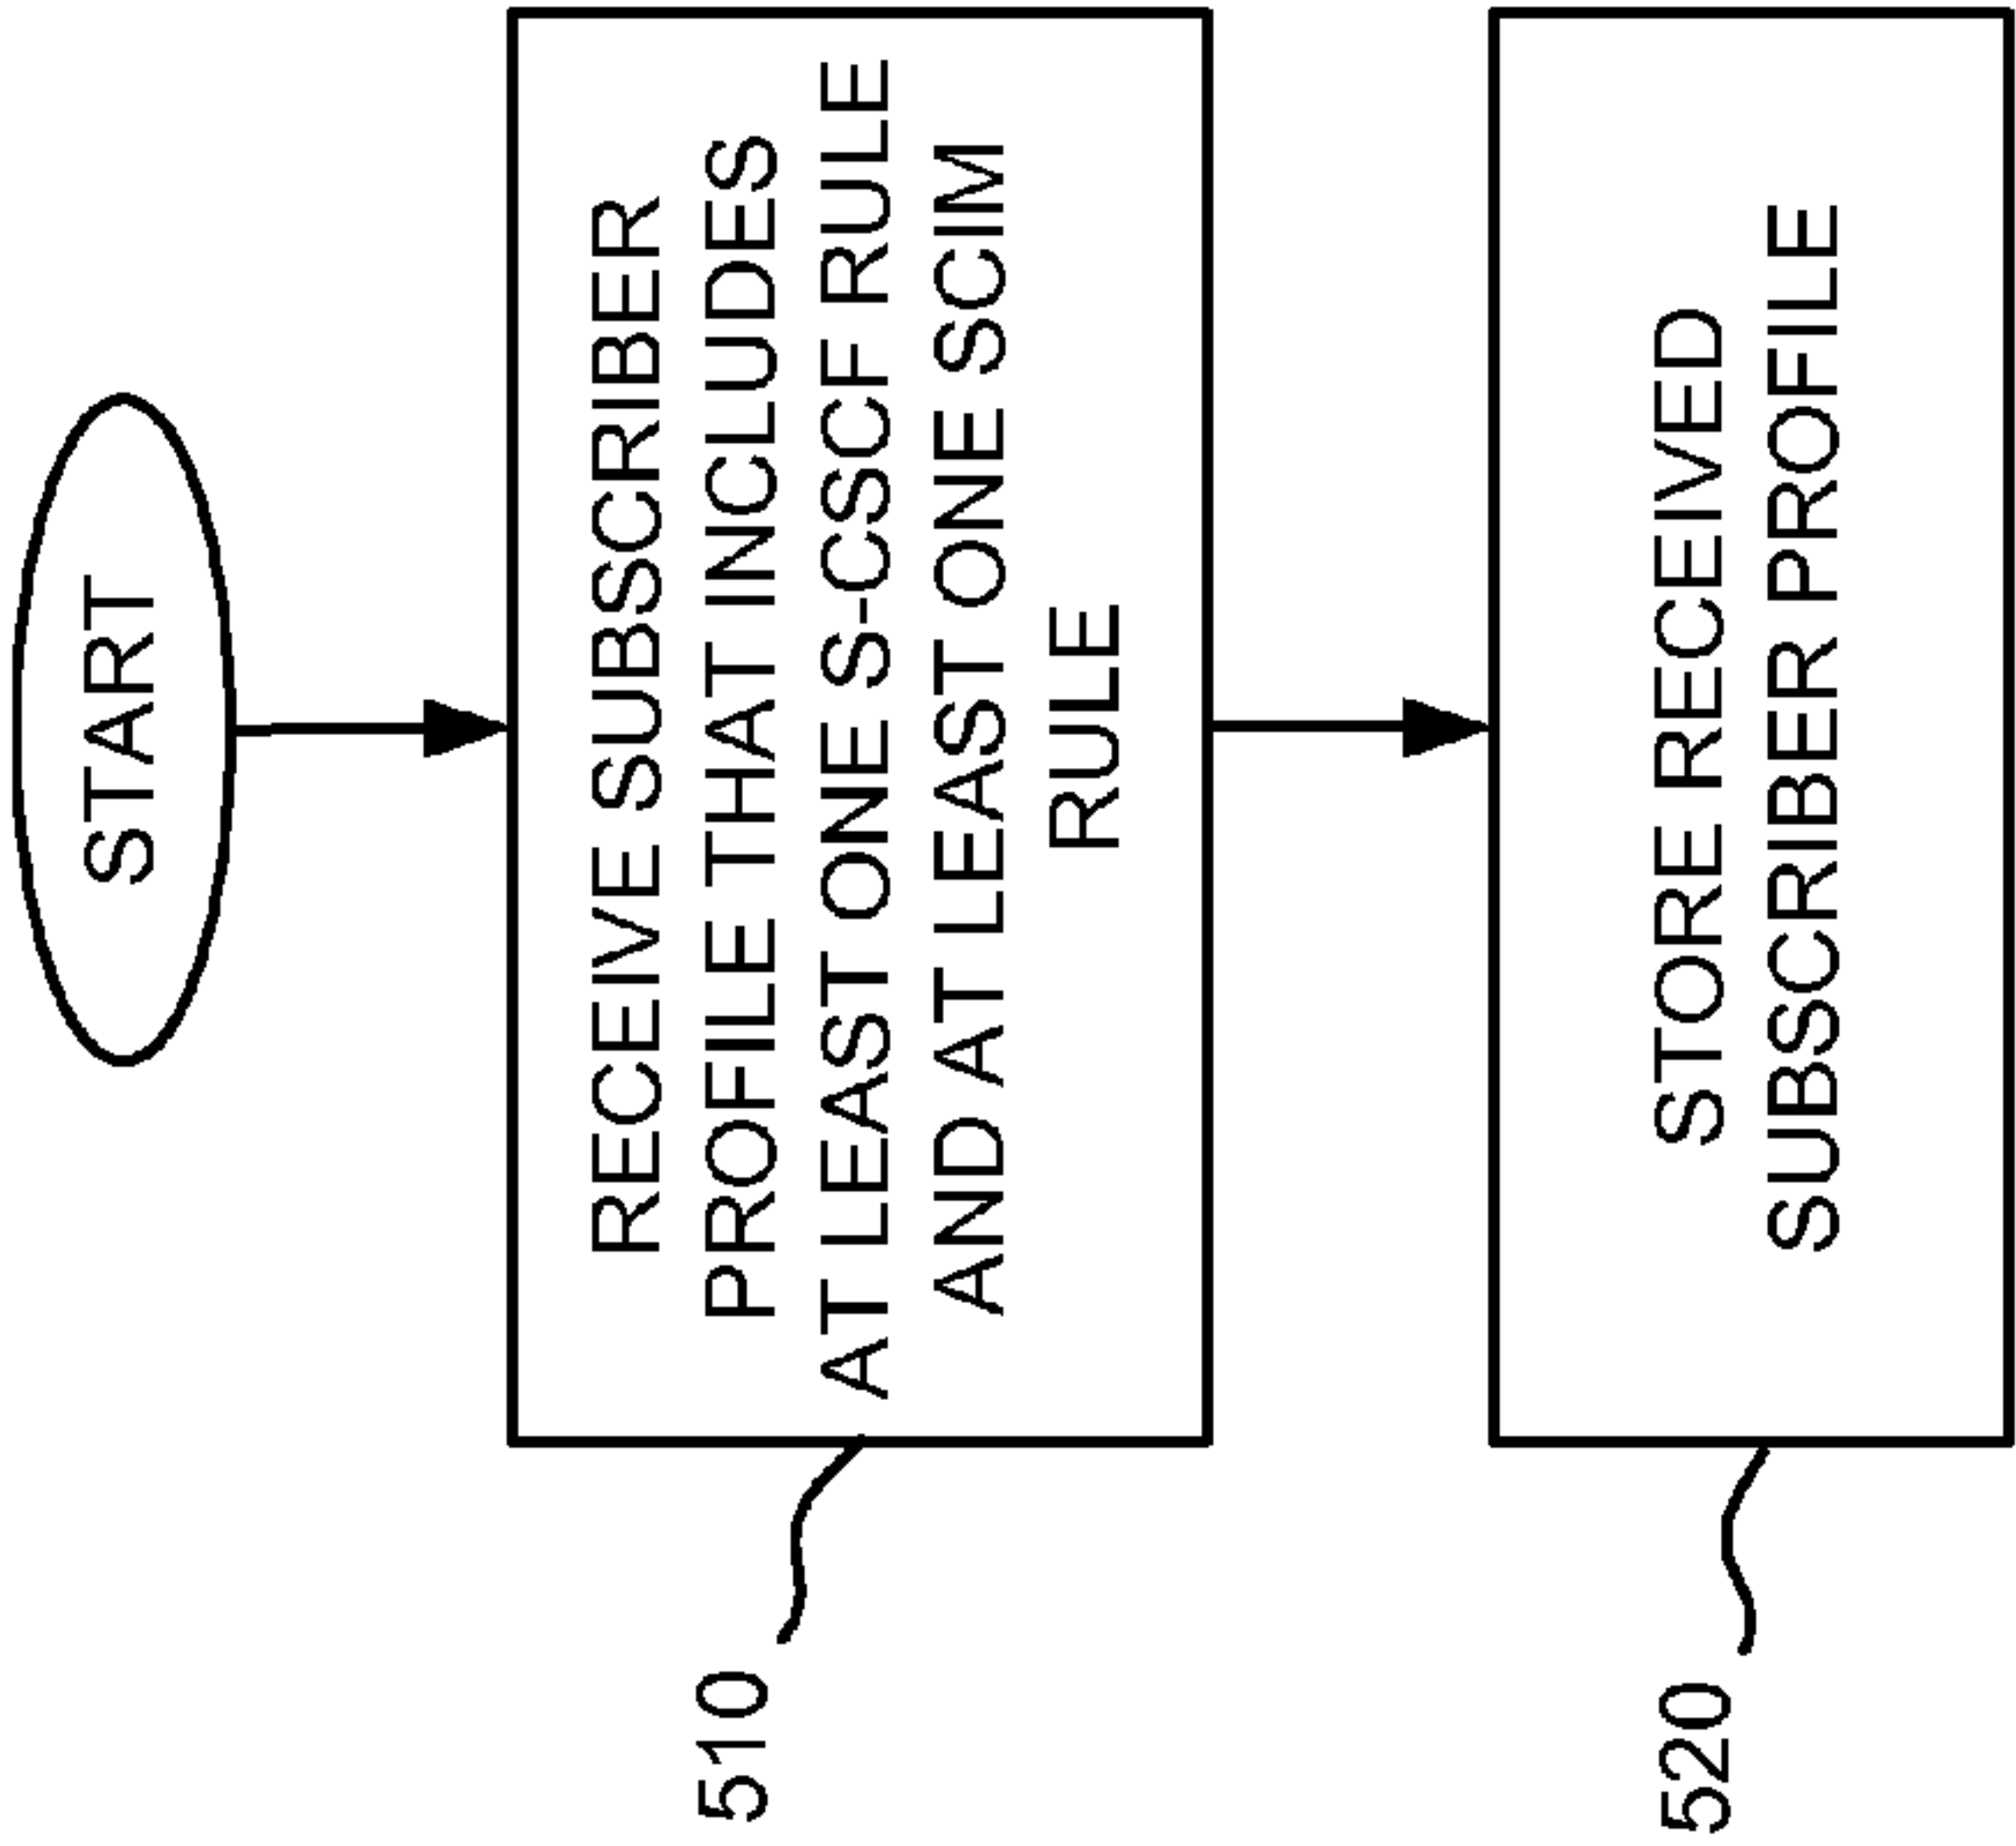 START
RECEIVE SUBSCRIBER
PROFILE THAT INCLUDES
AT LEAST ONE S-CSCF RULE
AND AT LEAST ONE SCIM
RULE
510
STORE RECEIVED
SUBSCRIBER PROFILE
520